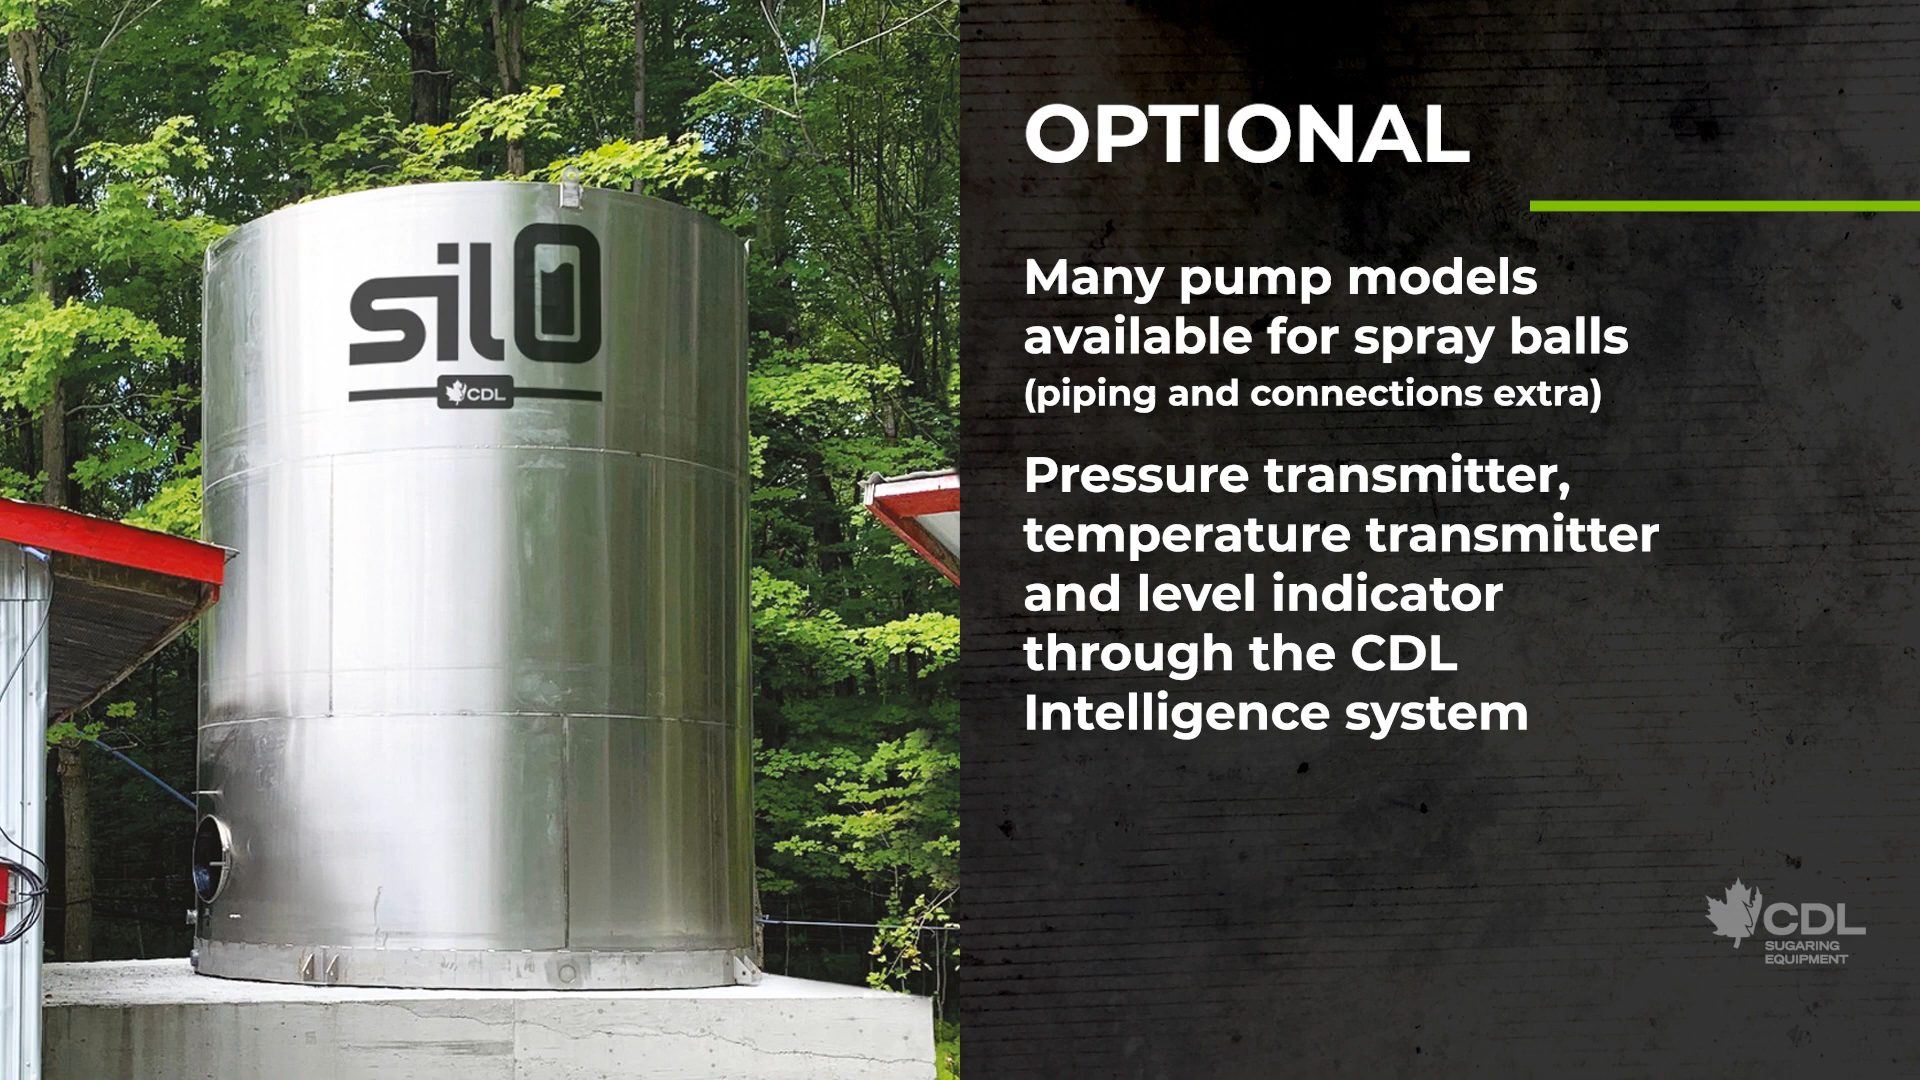 silo
CDL
OPTIONAL
Many pump models
available for spray balls
(piping and connections extra)
Pressure transmitter,
temperature transmitter
and level indicator
through the CDL
Intelligence system
CDL
SUGARING
EQUIPMENT